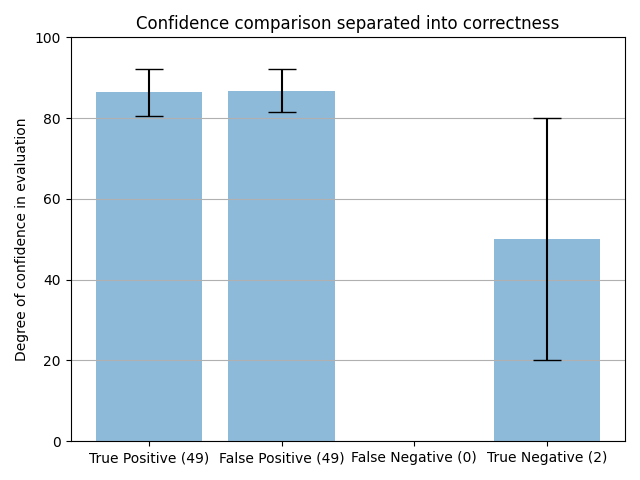 Confidence comparison separated into correctness
Degree of confidence in evaluation
100
80
60
40
20
0
True Positive (49)
False Positive (49)
False Negative (0)
True Negative (2)